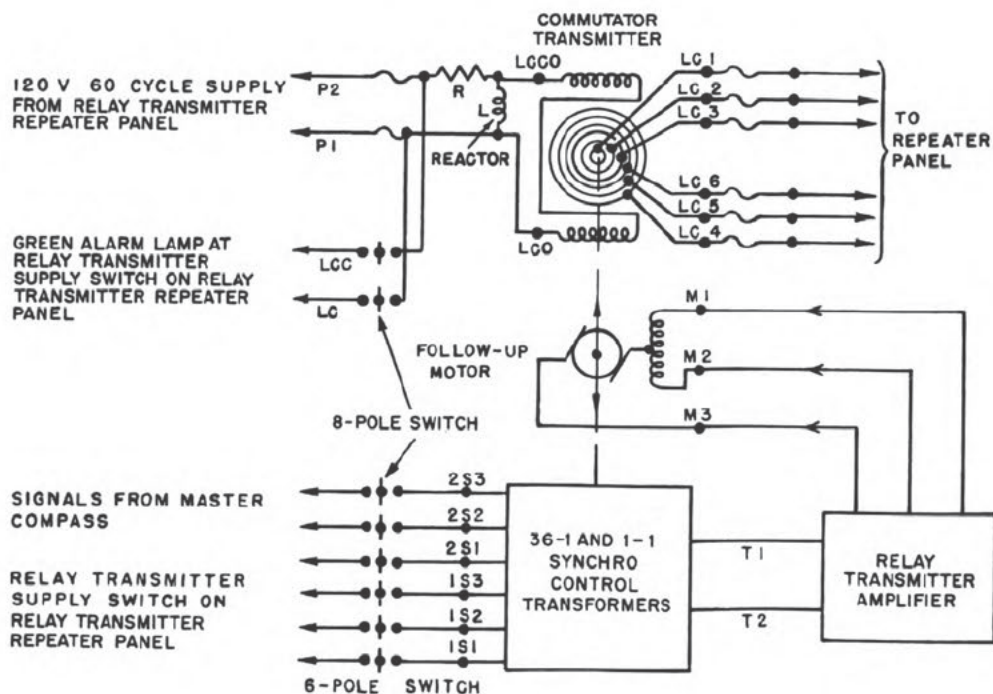 COMMUTATOR
TRANSMITTER
120 V 60 CYCLE SUPPLY
FROM RELAY TRANSMITTER
REPEATER PANEL
P2
R
LCCO
L
P1
REACTOR
LCO
LC 1
LC 2
LC 3
LC 6
LC 5
LC 4
TO
REPEATER
PANEL
GREEN ALARM LAMP AT
RELAY TRANSMITTER
SUPPLY SWITCH ON RELAY
TRANSMITTER REPEATER
PANEL
LCC
LC
FOLLOW-UP
MOTOR
M1
M2
M3
8-POLE SWITCH
SIGNALS FROM MASTER
COMPASS
RELAY TRANSMITTER
SUPPLY SWITCH ON
RELAY TRANSMITTER
REPEATER PANEL
2S3
2S2
2S1
1S3
1S2
1S1
6-POLE SWITCH
36-1 AND 1-1
SYNCHRO
CONTROL
TRANSFORMERS
T1
T2
RELAY
TRANSMITTER
AMPLIFIER